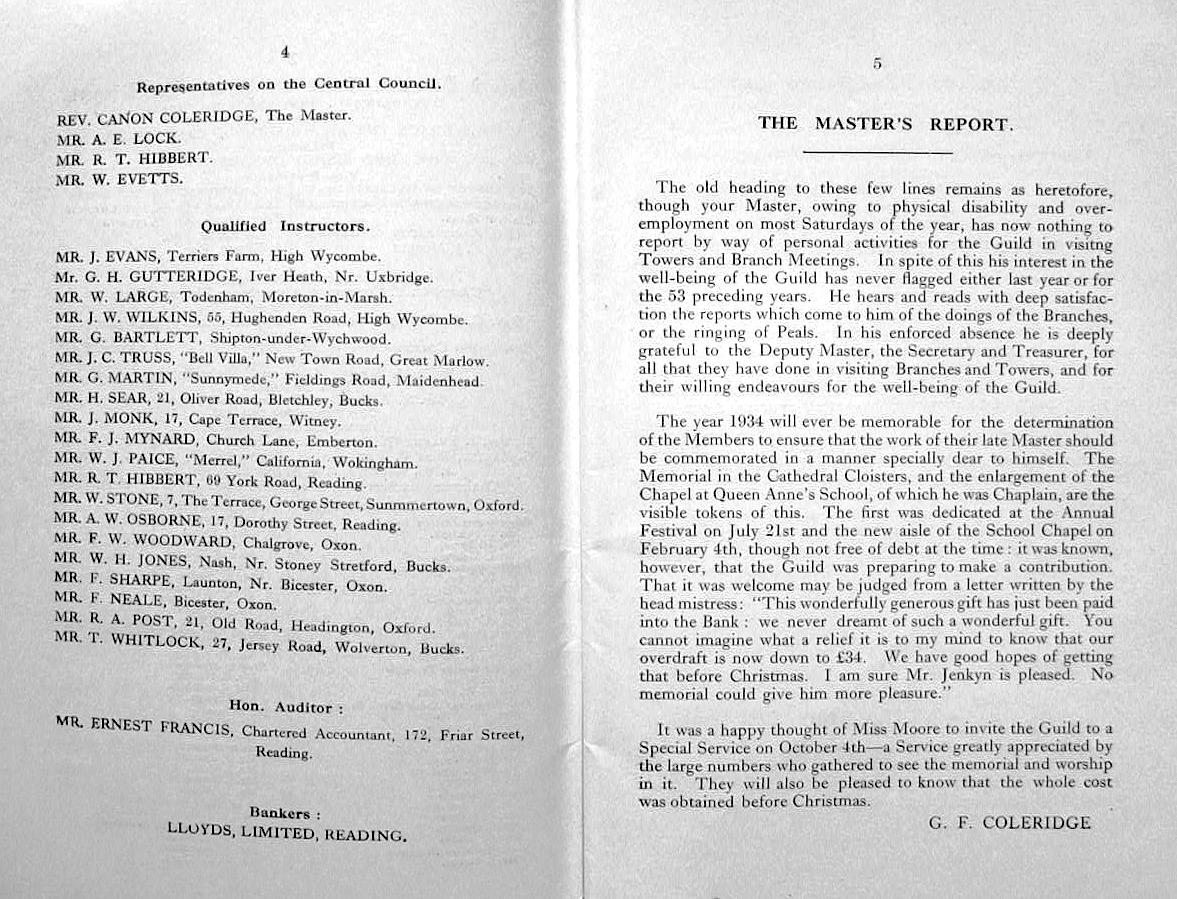 4
Representatives on the Central Council.
REV. CANON COLERIDGE, The Master.
MR. A. E. LOCK.
MR. R. T. HIBBERT.
MR. W. EVETTS.
Qualified Instructors.
MR. J. EVANS, Terriers Farm, High Wycombe.
Mr. G. H. GUTTERIDGE, Iver Heath, Nr. Uxbridge.
MR. W. LARGE, Todenham, Moreton-in-Marsh.
MR. J. W. WILKINS, 55, Hughenden Road, High Wycombe.
MR. G. BARTLETT, Shipton-under-Wychwood.
MR. J. C. TRUSS, "Bell Villa," New Town Road, Great Marlow.
MR. G. MARTIN, "Sunnymede," Fieldings Road, Maidenhead.
MR. H. SEAR, 21, Oliver Road, Bletchley, Bucks.
MR. J. MONK, 17, Cape Terrace, Witney.
MR. F. J. MYNARD, Church Lane, Emberton.
MR. W. J. PAICE, "Merrel," California, Wokingham.
MR. R. T. HIBBERT, 69 York Road, Reading.
MR. W. STONE, 7, The Terrace, George Street, Sunmmertown, Oxford.
MR. A. W. OSBORNE, 17, Dorothy Street, Reading.
MR. F. W. WOODWARD, Chalgrove, Oxon.
MR. W. H. JONES, Nash, Nr. Stoney Stretford, Bucks.
MR. F. SHARPE, Launton, Nr. Bicester, Oxon.
MR. F. NEALE, Bicester, Oxon.
MR. R. A. POST, 21, Old Road, Headington, Oxford.
MR. T. WHITLOCK, 27, Jersey Road, Wolverton, Bucks.
Hon. Auditor :
MR. ERNEST FRANCIS, Chartered Accountant, 172, Friar Street,
Reading.
Bankers :
LLOYDS, LIMITED, READING.
5
THE MASTER'S REPORT.
The old heading to these few lines remains as heretofore,
though your Master, owing to physical disability and over-
employment on most Saturdays of the year, has now nothing to
report by way of personal activities for the Guild in visitng
Towers and Branch Meetings. In spite of this his interest in the
well-being of the Guild has never flagged either last year or for
the 53 preceding years. He hears and reads with deep satisfac-
tion the reports which come to him of the doings of the Branches,
or the ringing of Peals. In his enforced absence he is deeply
grateful to the Deputy Master, the Secretary and Treasurer, for
all that they have done in visiting Branches and Towers, and for
their willing endeavours for the well-being of the Guild.
The year 1934 will ever be memorable for the determination
of the Members to ensure that the work of their late Master should
be commemorated in a manner specially dear to himself. The
Memorial in the Cathedral Cloisters, and the enlargement of the
Chapel at Queen Anne's School, of which he was Chaplain, are the
visible tokens of this. The first was dedicated at the Annual
Festival on July 21st and the new aisle of the School Chapel on
February 4th, though not free of debt at the time : it was known,
however, that the Guild was preparing to make a contribution.
That it was welcome may be judged from a letter written by the
head mistress : "This wonderfully generous gift has just been paid
into the Bank : we never dreamt of such a wonderful gift. You
cannot imagine what a relief it is to my mind to know that our
overdraft is now down to £34. We have good hopes of getting
that before Christmas. I am sure Mr. Jenkyn is pleased. No
memorial could give him more pleasure."
It was a happy thought of Miss Moore to invite the Guild to a
Special Service on October 4th—a Service greatly appreciated by
the large numbers who gathered to see the memorial and worship
in it. They will also be pleased to know that the whole cost
was obtained before Christmas.
G. F. COLERIDGE